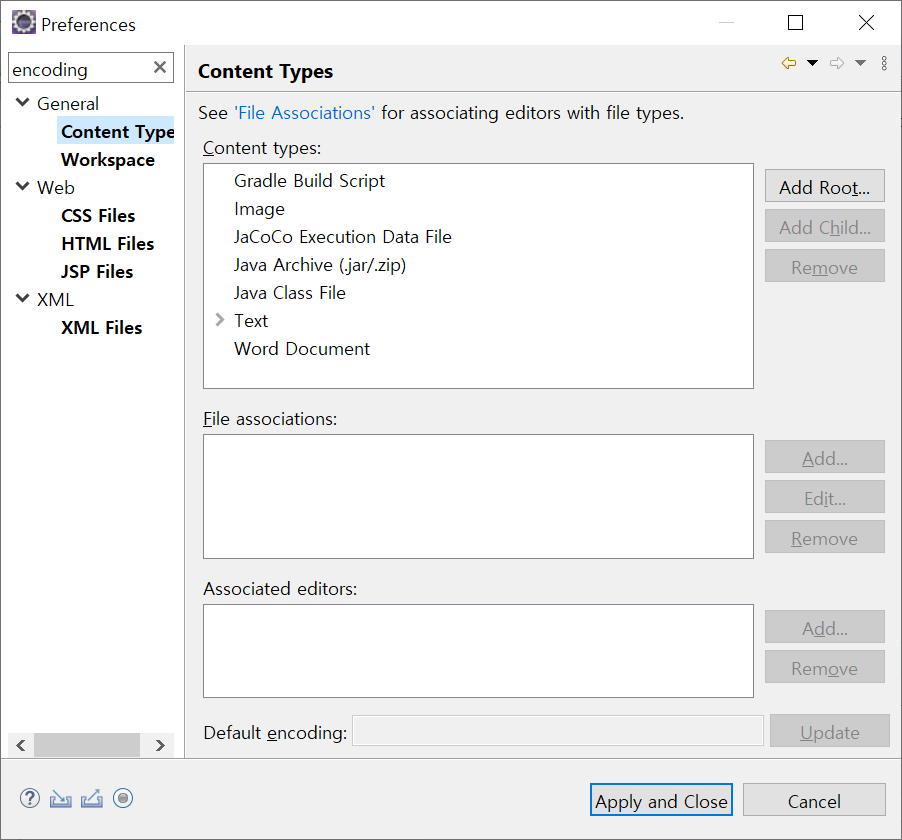 Preferences
encoding
General
Content Type
Workspace
Web
CSS Files
HTML Files
JSP Files
XML
XML Files
Content Types
See 'File Associations' for associating editors with file types.
Content types:
Gradle Build Script
Image
JaCoCo Execution Data File
Java Archive (.jar/.zip)
Java Class File
Text
Word Document
Add Root...
Add Child...
Remove
File associations:
Add...
Edit...
Remove
Associated editors:
Add...
Remove
Default encoding:
Update
Apply and Close
Cancel